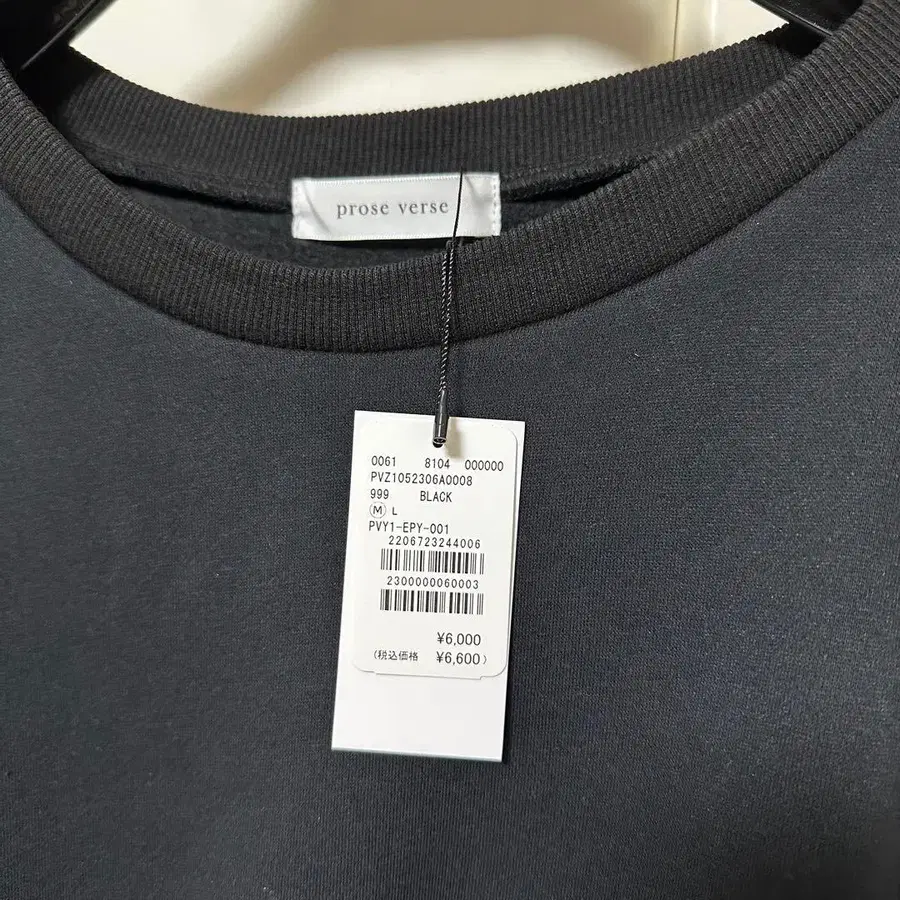 prose verse
0061 8104 000000
PVZ1052306A0008
999 BLACK
Ⓜ L
PVY1-EPY-001
2206723244006
2300000060003
¥6,000
(税込価格 ¥6,600)